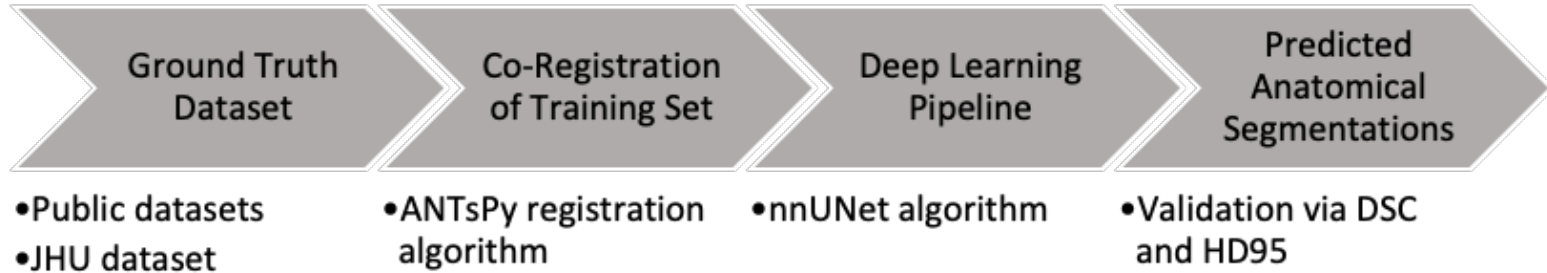 Ground Truth
Dataset
Co-Registration
of Training Set
Deep Learning
Pipeline
Predicted
Anatomical
Segmentations
•Public datasets
•JHU dataset
•ANTsPy registration
algorithm
•nnUNet algorithm
•Validation via DSC
and HD95